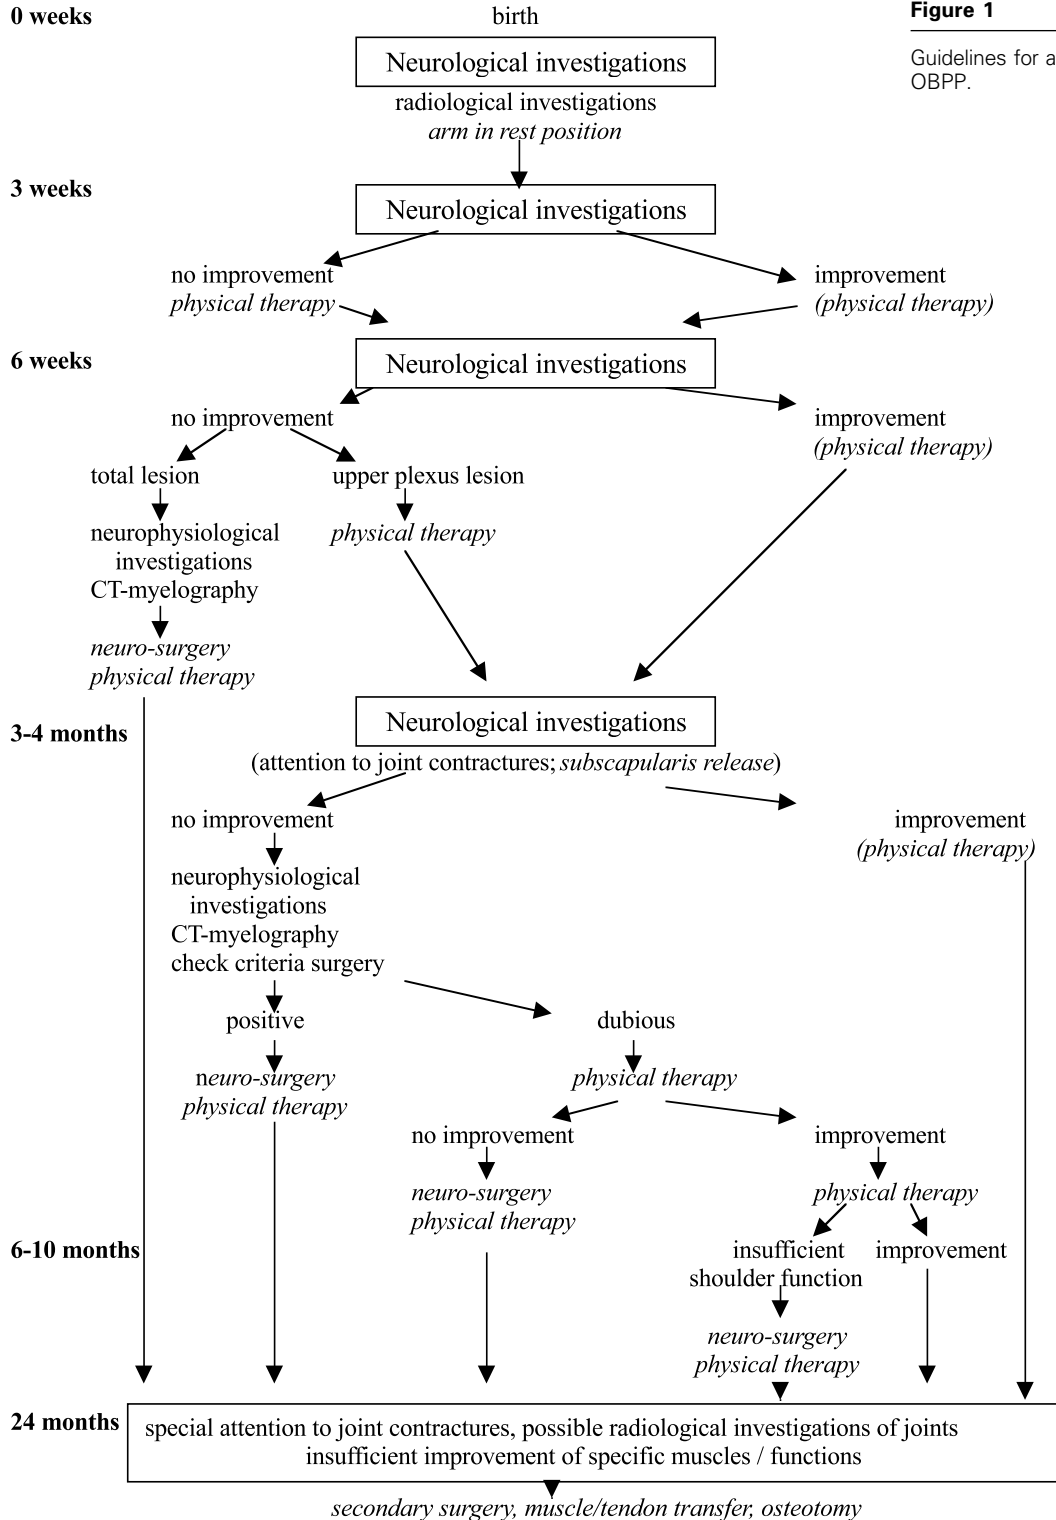 0 weeks
birth
Figure 1
Guidelines for a
OBPP.
Neurological investigations
radiological investigations
arm in rest position
3 weeks
Neurological investigations
no improvement
physical therapy
improvement
(physical therapy)
6 weeks
Neurological investigations
no improvement
improvement
(physical therapy)
total lesion
upper plexus lesion
neurophysiological
investigations
CT-myelography
physical therapy
neuro-surgery
physical therapy
3-4 months
Neurological investigations
(attention to joint contractures; subscapularis release)
no improvement
improvement
(physical therapy)
neurophysiological
investigations
CT-myelography
check criteria surgery
positive
dubious
neuro-surgery
physical therapy
physical therapy
no improvement
improvement
neuro-surgery
physical therapy
physical therapy
6-10 months
insufficient
shoulder function
improvement
neuro-surgery
physical therapy
24 months
special attention to joint contractures, possible radiological investigations of joints
insufficient improvement of specific muscles / functions
secondary surgery, muscle/tendon transfer, osteotomy